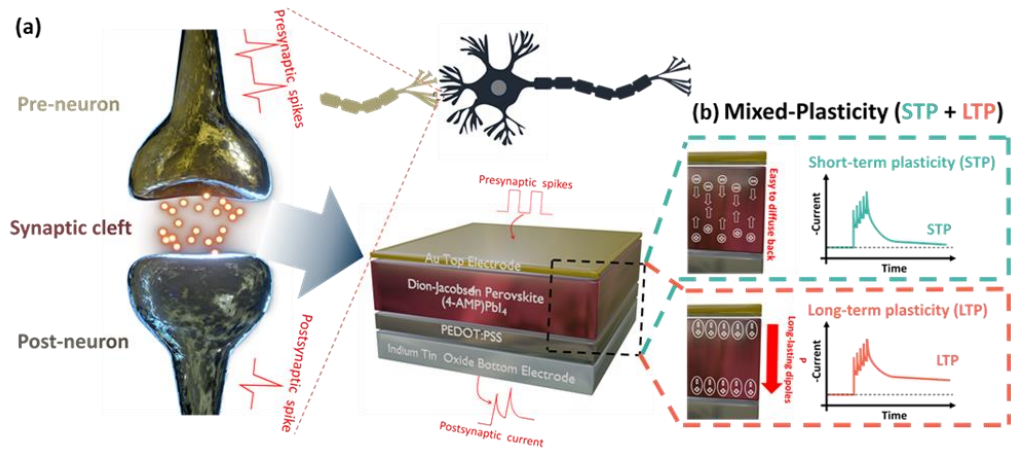 (a)
Pre-neuron
Presynaptic spikes
Synaptic cleft
Post-neuron
Postsynaptic spike
Presynaptic spikes
Au Top Electrode
Dion-Jacobsen Perovskite
(4-AMP)PbI₄
PEDOT:PSS
Indium Tin Oxide Bottom Electrode
Postsynaptic current
(b) Mixed-Plasticity (STP + LTP)
Easy to diffuse back
Short-term plasticity (STP)
-Current
STP
Time
Long-lasting dipoles
P
Long-term plasticity (LTP)
-Current
LTP
Time